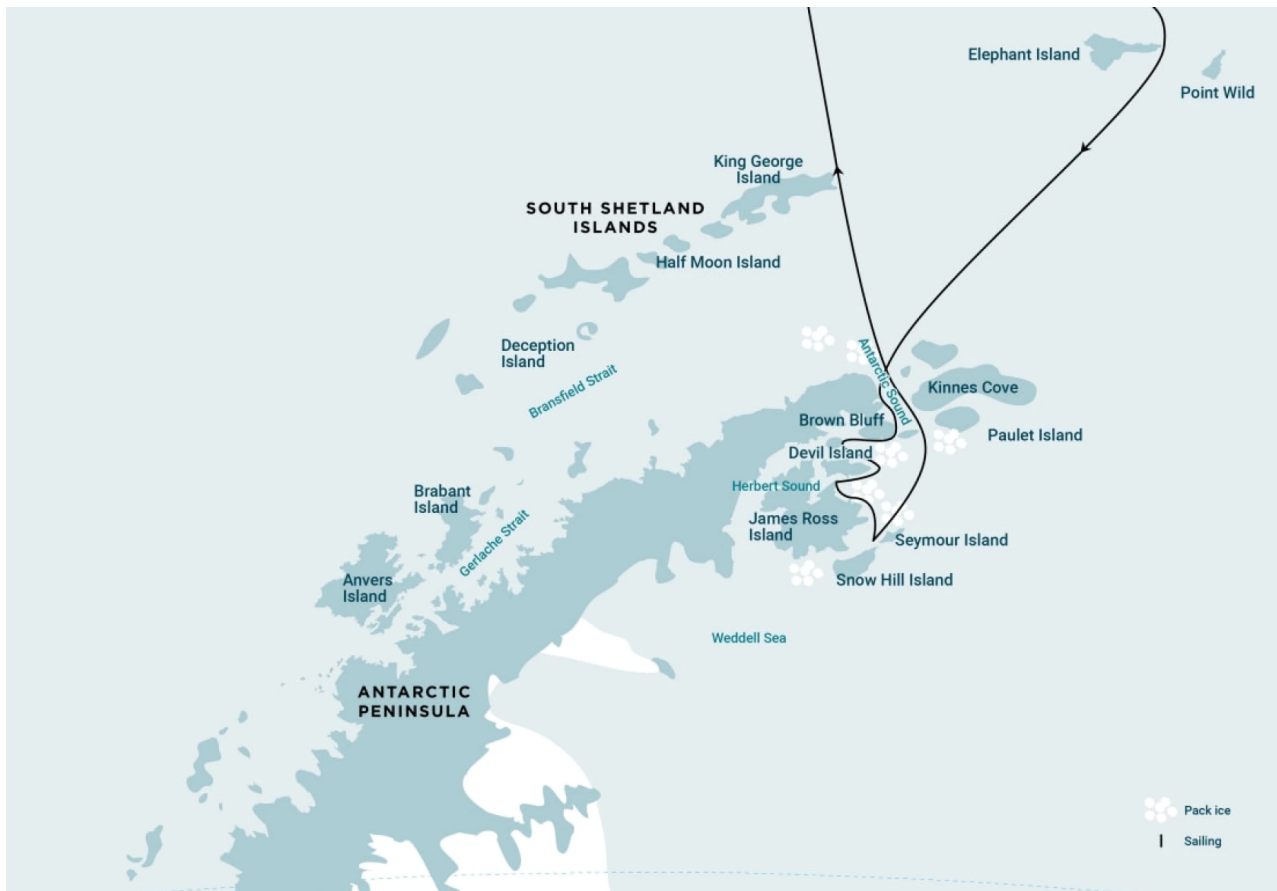 Elephant Island
Point Wild
King George
Island
SOUTH SHETLAND
ISLANDS
Half Moon Island
Deception
Island
Bransfield Strait
Antarctic Sound
Kinnes Cove
Brown Bluff
Paulet Island
Devil Island
Herbert Sound
Brabant
Island
James Ross
Island
Gerlache Strait
Seymour Island
Anvers
Island
Snow Hill Island
Weddell Sea
ANTARCTIC
PENINSULA
Pack ice
Sailing